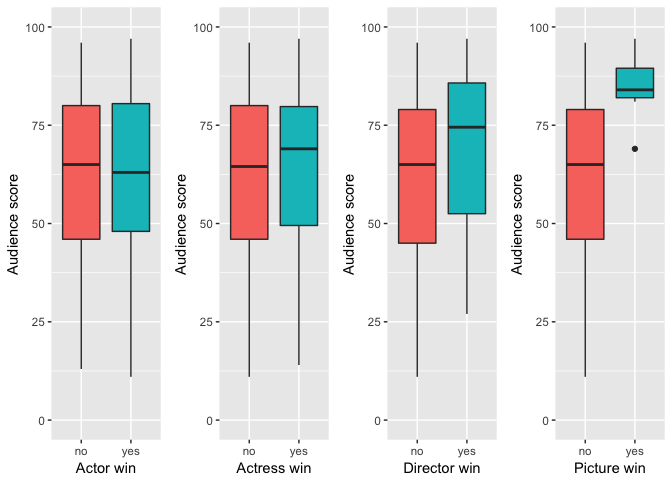 Audience score
100
75
50
25
0
no yes
Actor win
Audience score
100
75
50
25
0
no yes
Actress win
Audience score
100
75
50
25
0
no yes
Director win
Audience score
100
75
50
25
0
no yes
Picture win